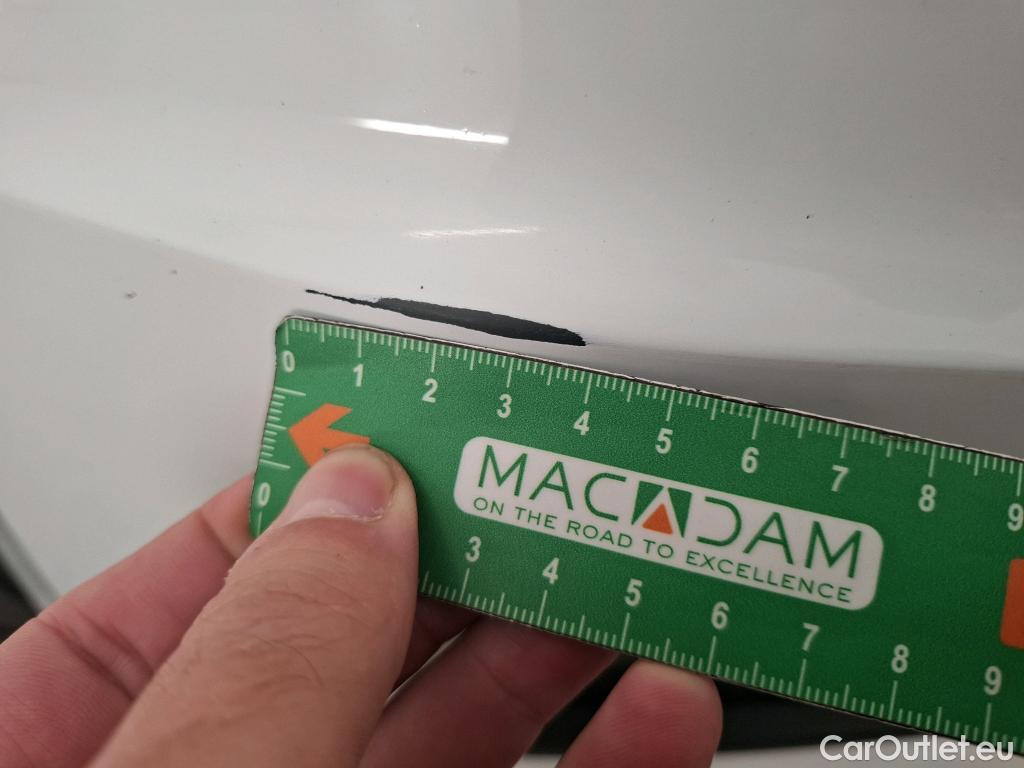 0 1 2 3 4 5 6 7 8 9
MACADAM
ON THE ROAD TO EXCELLENCE
0 3 4 5 6 7 8 9
CarOutlet.eu